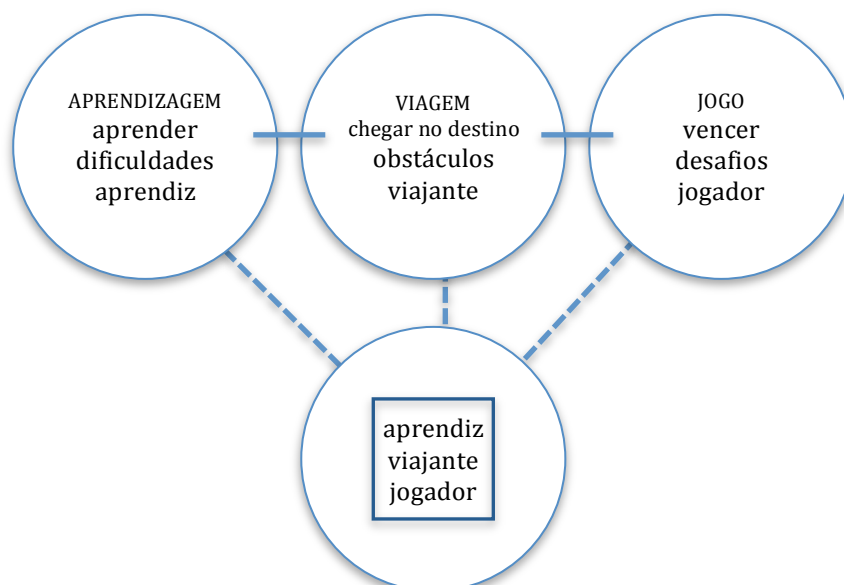 APRENDIZAGEM
aprender
dificuldades
aprendiz
VIAGEM
chegar no destino
obstáculos
viajante
JOGO
vencer
desafios
jogador
aprendiz
viajante
jogador